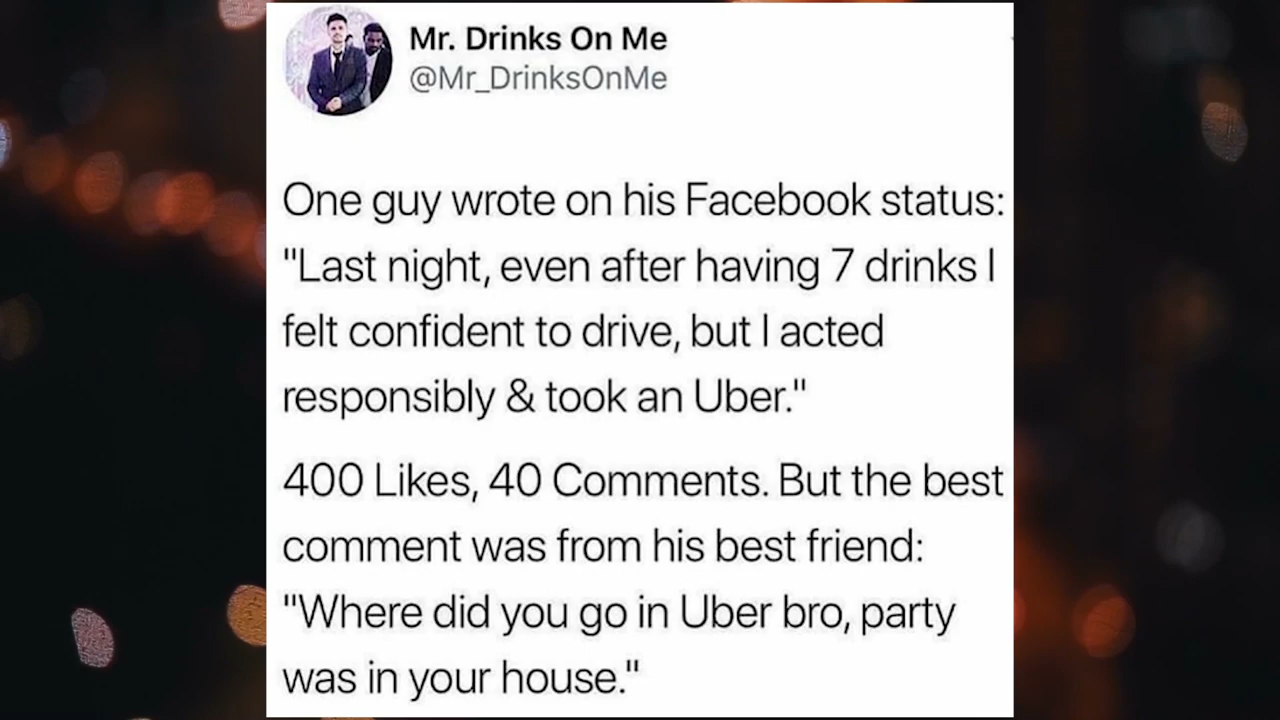 Mr. Drinks On Me
@Mr_DrinksOnMe
One guy wrote on his Facebook status:
"Last night, even after having 7 drinks I
felt confident to drive, but I acted
responsibly & took an Uber."
400 Likes, 40 Comments. But the best
comment was from his best friend:
"Where did you go in Uber bro, party
was in your house."